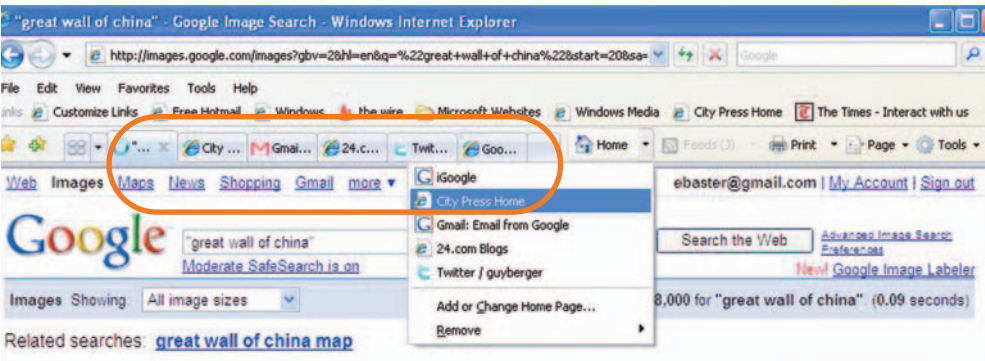 "great wall of china" - Google Image Search - Windows Internet Explorer
http://images.google.com/images?gbv=2&hl=en&q=%22great+wall+of+china%22&start=20&sa= Google
File Edit View Favorites Tools Help
Customize Links Free Hotmail Windows the wire Microsoft Websites Windows Media City Press Home The Times - Interact with us
"... City ... Gmai... 24.c... Twit... Goo... Home Feeds (J) Print Page Tools
Web Images Maps News Shopping Gmail more ebaster@gmail.com | My Account | Sign out
iGoogle
City Press Home
Gmail: Email from Google
24.com Blogs
Twitter / guyberger
Add or Change Home Page...
Remove
Google "great wall of china" Search the Web Advanced Image Search
Preferences
Moderate SafeSearch is on New! Google Image Labeler
Images Showing: All image sizes 8,000 for "great wall of china". (0.09 seconds)
Related searches: great wall of china map